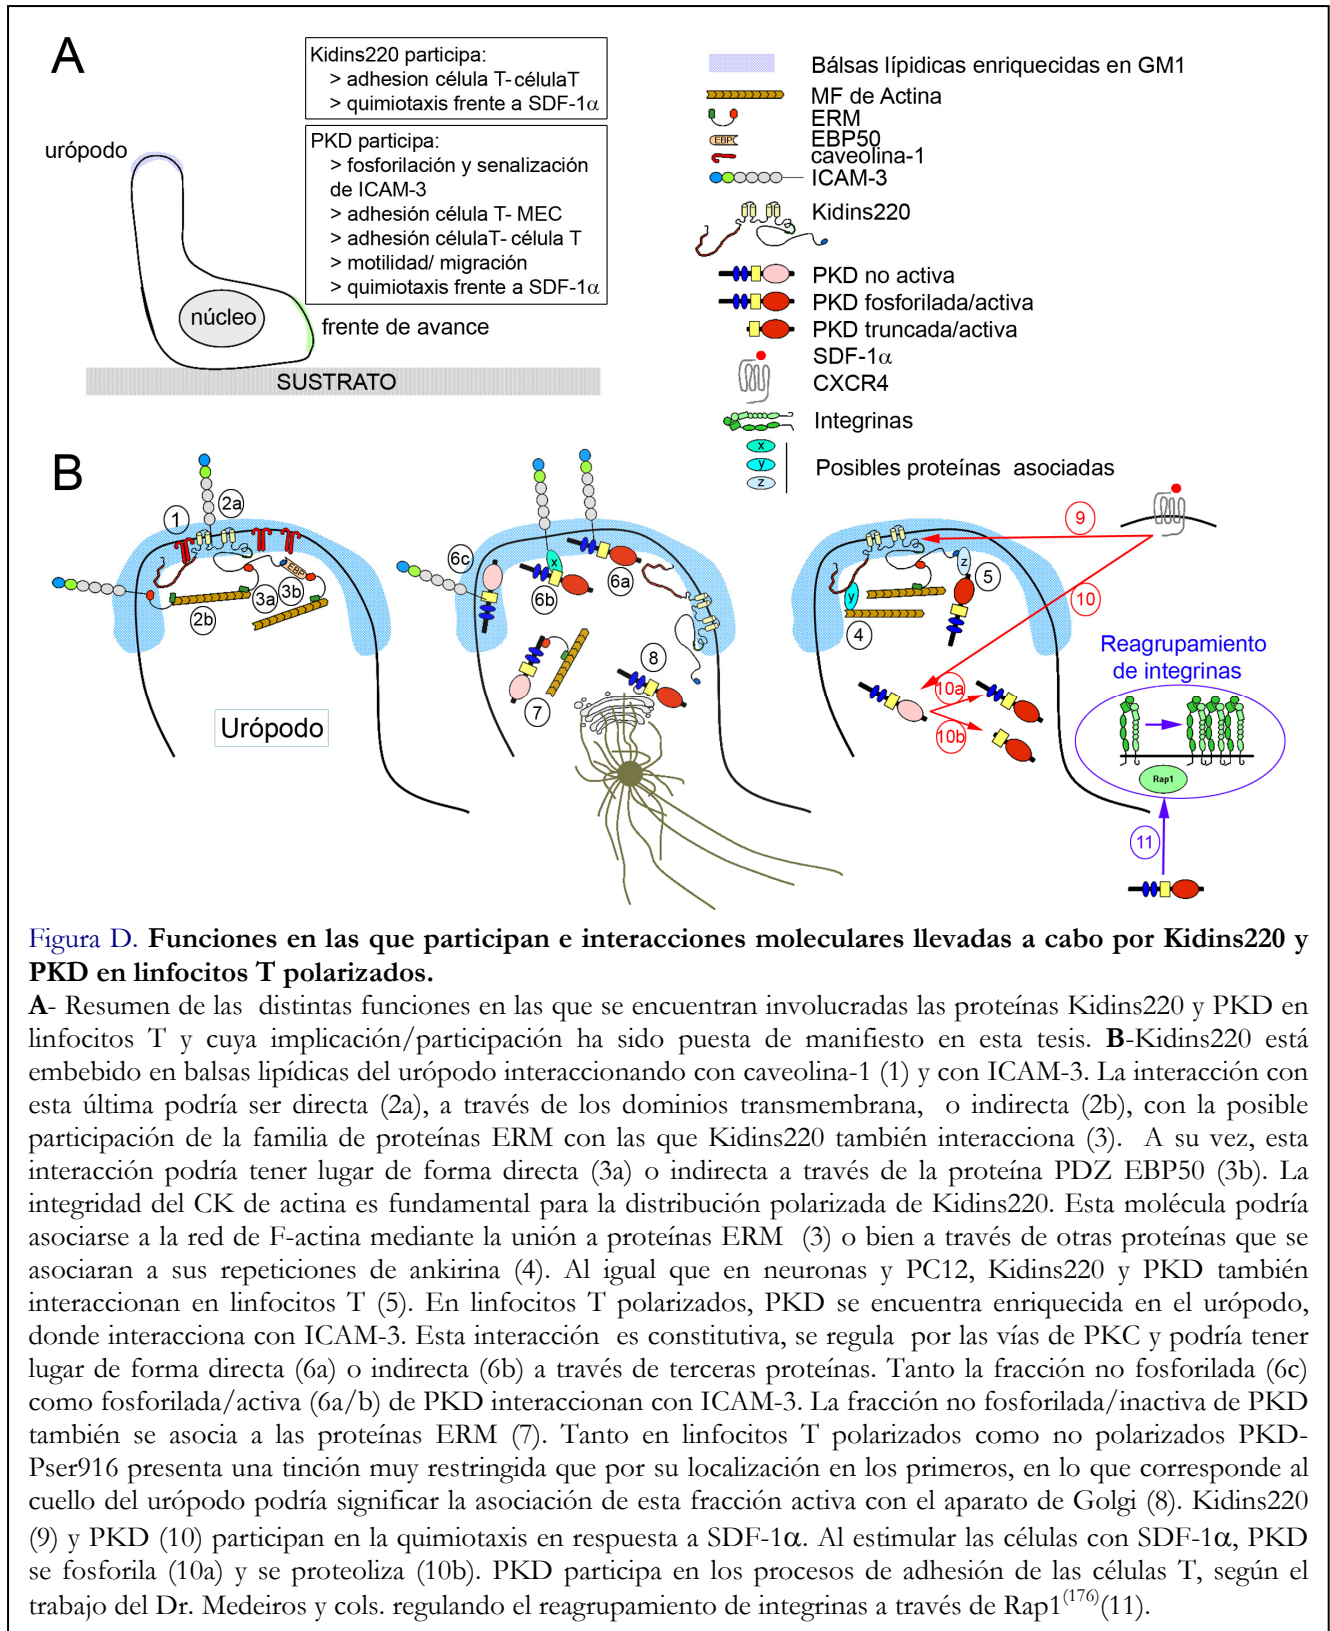 A
Kidins220 participa:
> adhesion célula T- célulaT
> quimiotaxis frente a SDF-1α
PKD participa:
> fosforilación y senalización
de ICAM-3
> adhesión célula T- MEC
> adhesión célulaT- célula T
> motilidad/ migración
> quimiotaxis frente a SDF-1α
urópodo
núcleo
frente de avance
SUSTRATO
Bálsas lípidicas enriquecidas en GM1
MF de Actina
ERM
EBP
EBP50
caveolina-1
ICAM-3
Kidins220
PKD no activa
PKD fosforilada/activa
PKD truncada/activa
SDF-1α
CXCR4
Integrinas
x
y
z
Posibles proteínas asociadas
B
1
2a
EBP
3a
3b
2b
Urópodo
6c
x
6b
6a
7
8
y
4
z
5
9
10
10a
10b
Reagrupamiento
de integrinas
Rap1
11
Figura D. Funciones en las que participan e interacciones moleculares llevadas a cabo por Kidins220 y
PKD en linfocitos T polarizados.
A- Resumen de las distintas funciones en las que se encuentran involucradas las proteínas Kidins220 y PKD en
linfocitos T y cuya implicación/participación ha sido puesta de manifiesto en esta tesis. B-Kidins220 está
embebido en balsas lipídicas del urópodo interaccionando con caveolina-1 (1) y con ICAM-3. La interacción con
esta última podría ser directa (2a), a través de los dominios transmembrana, o indirecta (2b), con la posible
participación de la familia de proteínas ERM con las que Kidins220 también interacciona (3). A su vez, esta
interacción podría tener lugar de forma directa (3a) o indirecta a través de la proteína PDZ EBP50 (3b). La
integridad del CK de actina es fundamental para la distribución polarizada de Kidins220. Esta molécula podría
asociarse a la red de F-actina mediante la unión a proteínas ERM (3) o bien a través de otras proteínas que se
asociaran a sus repeticiones de ankirina (4). Al igual que en neuronas y PC12, Kidins220 y PKD también
interaccionan en linfocitos T (5). En linfocitos T polarizados, PKD se encuentra enriquecida en el urópodo,
donde interacciona con ICAM-3. Esta interacción es constitutiva, se regula por las vías de PKC y podría tener
lugar de forma directa (6a) o indirecta (6b) a través de terceras proteínas. Tanto la fracción no fosforilada (6c)
como fosforilada/activa (6a/b) de PKD interaccionan con ICAM-3. La fracción no fosforilada/inactiva de PKD
también se asocia a las proteínas ERM (7). Tanto en linfocitos T polarizados como no polarizados PKD-
Pser916 presenta una tinción muy restringida que por su localización en los primeros, en lo que corresponde al
cuello del urópodo podría significar la asociación de esta fracción activa con el aparato de Golgi (8). Kidins220
(9) y PKD (10) participan en la quimiotaxis en respuesta a SDF-1α. Al estimular las células con SDF-1α, PKD
se fosforila (10a) y se proteoliza (10b). PKD participa en los procesos de adhesión de las células T, según el
trabajo del Dr. Medeiros y cols. regulando el reagrupamiento de integrinas a través de Rap1(176)(11).